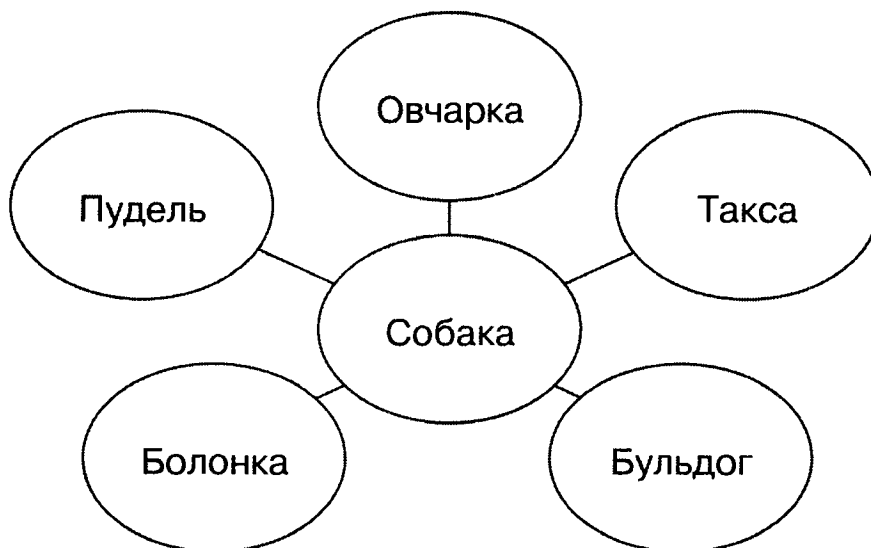 Овчарка
Пудель
Такса
Собака
Болонка
Бульдог